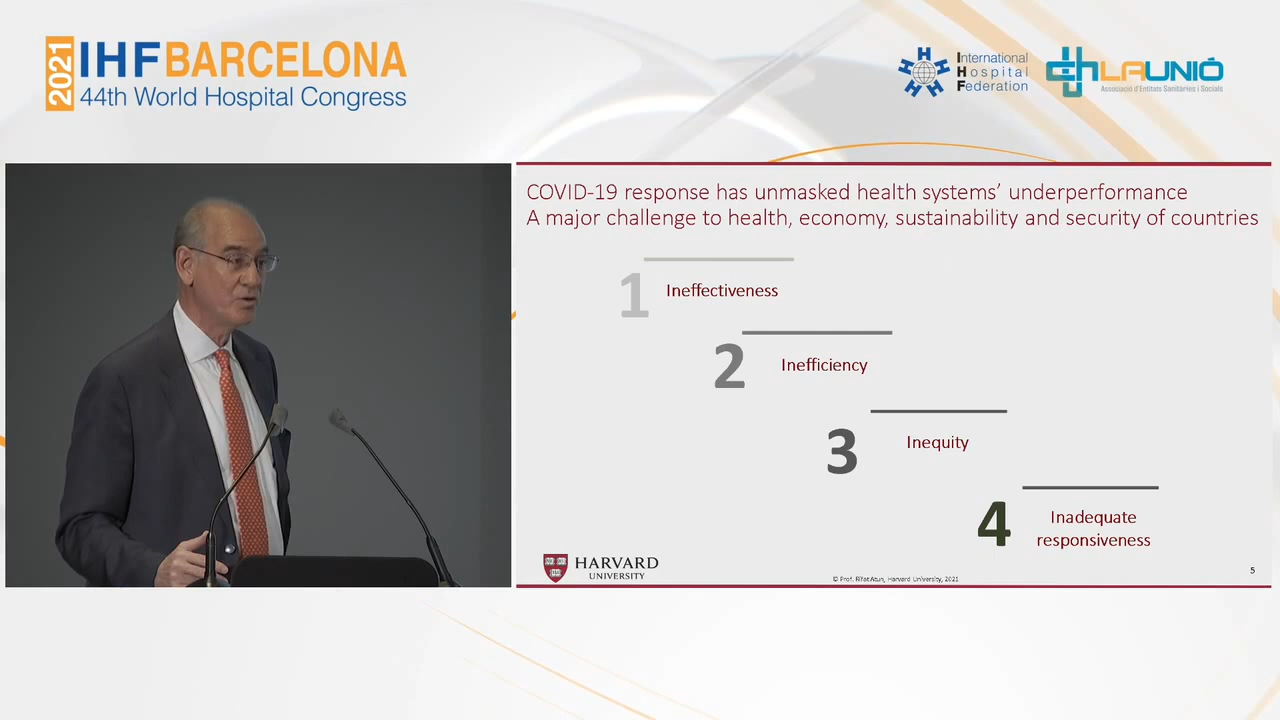 2021
IHF BARCELONA
44th World Hospital Congress
International
Hospital
Federation
LAUNIÓ
Associació d'Entitats Sanitàries i Socials
COVID-19 response has unmasked health systems' underperformance
A major challenge to health, economy, sustainability and security of countries
1 Ineffectiveness
2 Inefficiency
3 Inequity
4 Inadequate
responsiveness
HARVARD
UNIVERSITY
© Prof. Rifat Atun, Harvard University, 2021
5